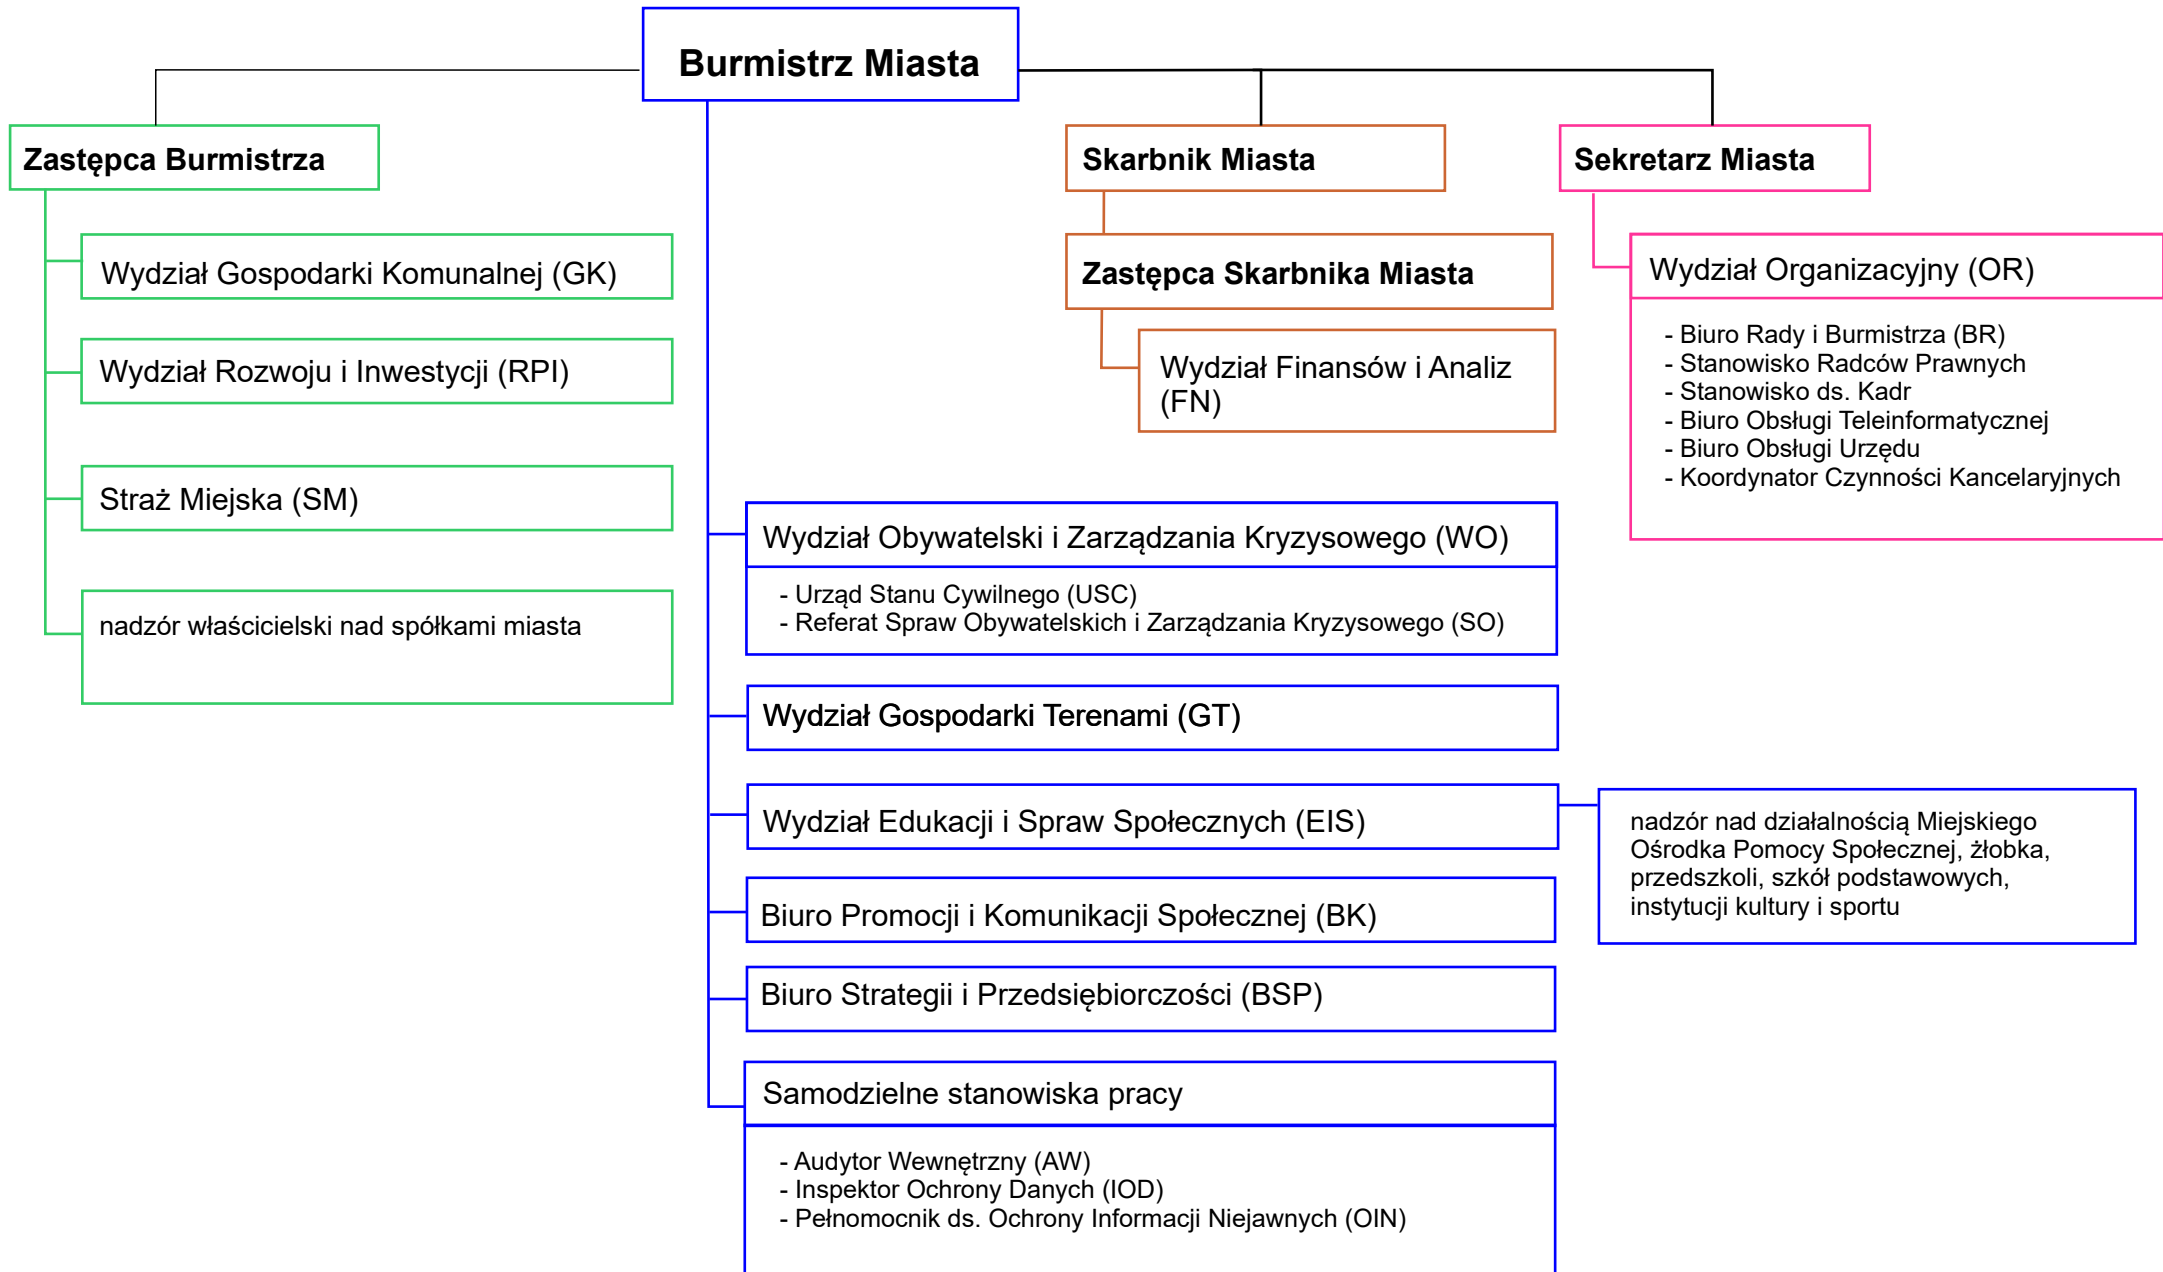 Burmistrz Miasta
Zastępca Burmistrza
Wydział Gospodarki Komunalnej (GK)
Wydział Rozwoju i Inwestycji (RPI)
Straż Miejska (SM)
nadzór właścicielski nad spółkami miasta
Skarbnik Miasta
Zastępca Skarbnika Miasta
Wydział Finansów i Analiz
(FN)
Sekretarz Miasta
Wydział Organizacyjny (OR)
- Biuro Rady i Burmistrza (BR)
- Stanowisko Radców Prawnych
- Stanowisko ds. Kadr
- Biuro Obsługi Teleinformatycznej
- Biuro Obsługi Urzędu
- Koordynator Czynności Kancelaryjnych
Wydział Obywatelski i Zarządzania Kryzysowego (WO)
- Urząd Stanu Cywilnego (USC)
- Referat Spraw Obywatelskich i Zarządzania Kryzysowego (SO)
Wydział Gospodarki Terenami (GT)
Wydział Edukacji i Spraw Społecznych (EIS)
nadzór nad działalnością Miejskiego
Ośrodka Pomocy Społecznej, żłobka,
przedszkoli, szkół podstawowych,
instytucji kultury i sportu
Biuro Promocji i Komunikacji Społecznej (BK)
Biuro Strategii i Przedsiębiorczości (BSP)
Samodzielne stanowiska pracy
- Audytor Wewnętrzny (AW)
- Inspektor Ochrony Danych (IOD)
- Pełnomocnik ds. Ochrony Informacji Niejawnych (OIN)